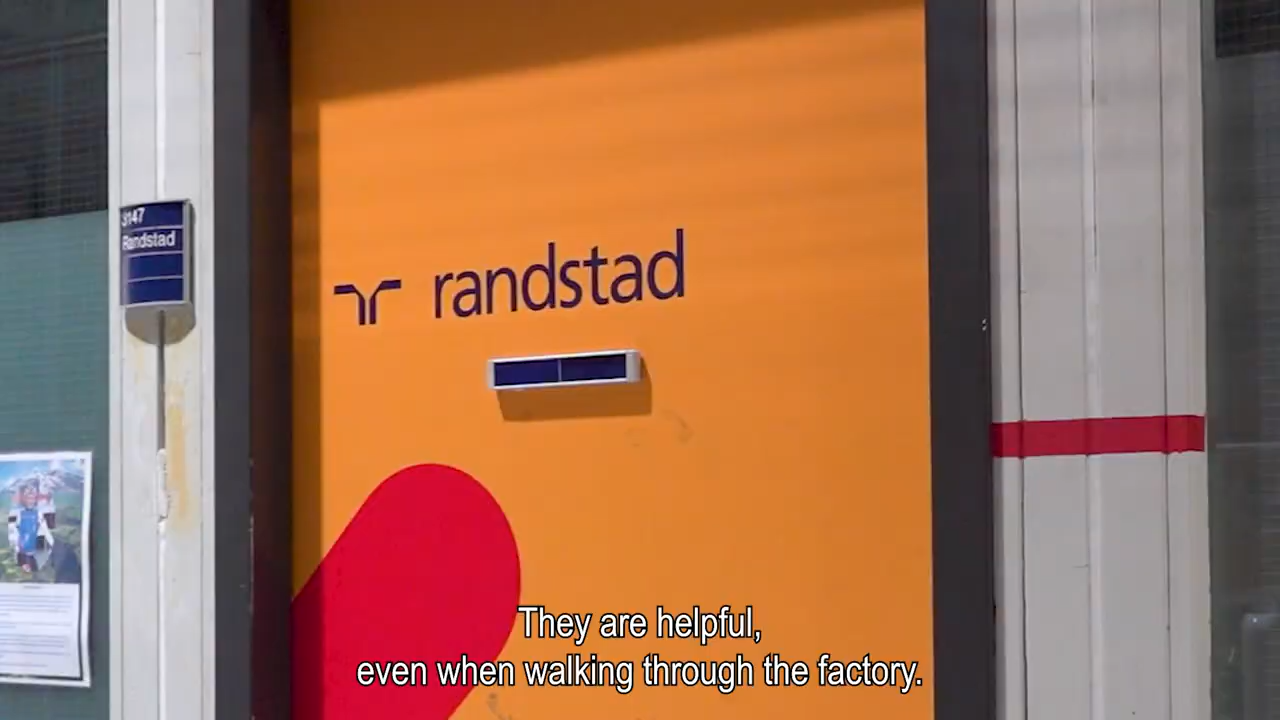 3147
Randstad
randstad
They are helpful,
even when walking through the factory.